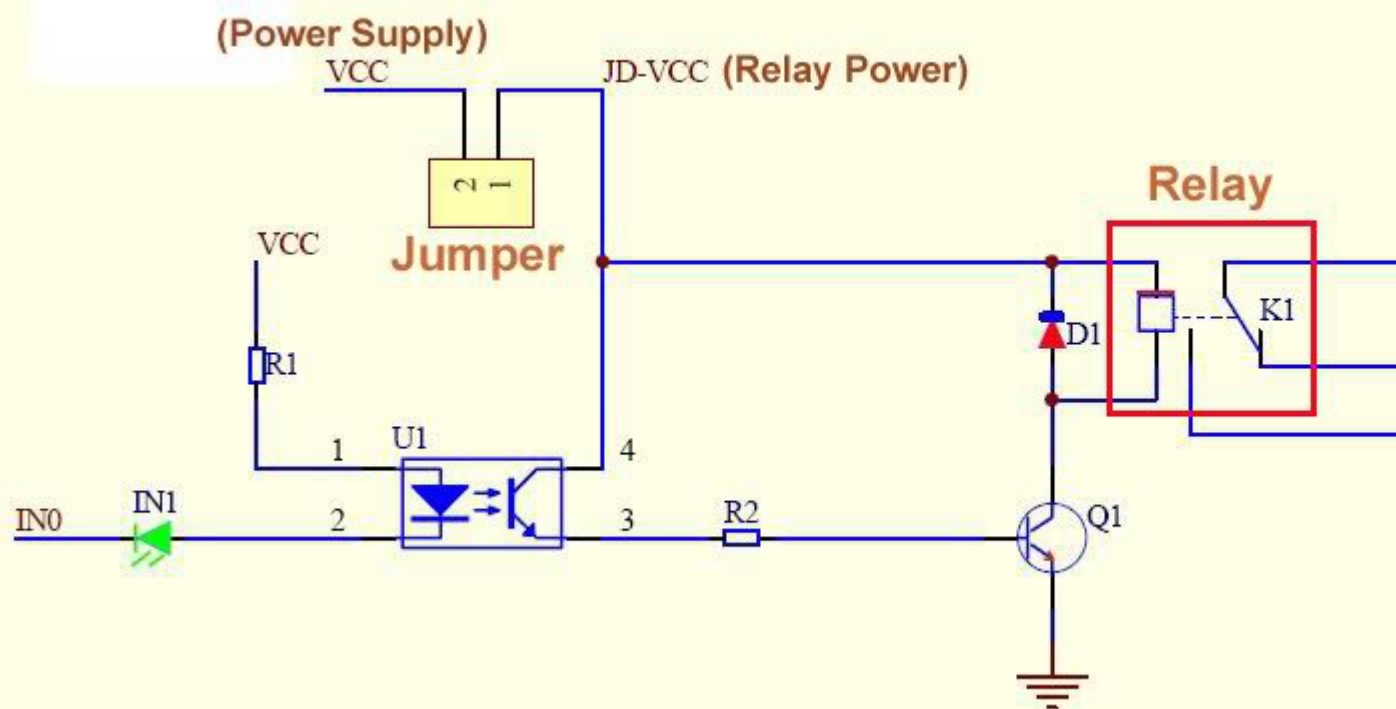 (Power Supply)
VCC
JD-VCC (Relay Power)
2 1
Jumper
Relay
VCC
K1
D1
R1
1
U1
4
IN0
IN1
2
3
R2
Q1